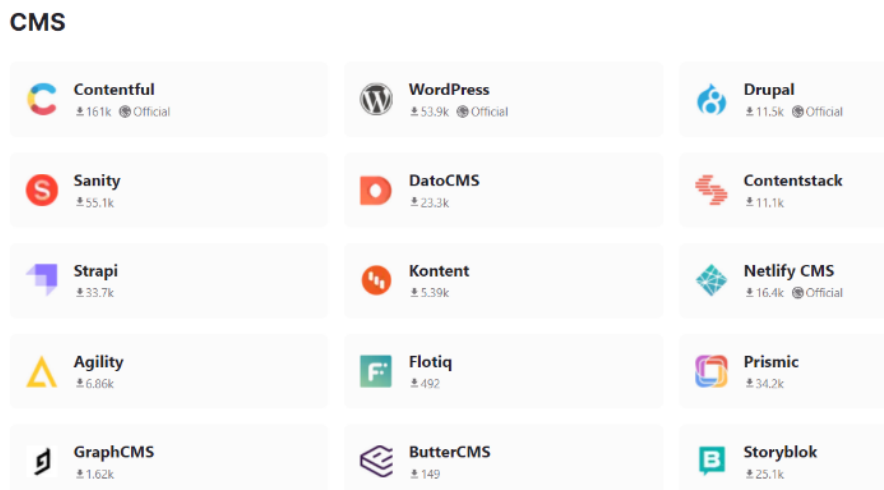 CMS
Contentful
161k Official
WordPress
53.9k Official
Drupal
11.5k Official
Sanity
55.1k
DatoCMS
23.3k
Contentstack
11.1k
Strapi
33.7k
Kontent
5.39k
Netlify CMS
16.4k Official
Agility
6.86k
Flotiq
492
Prismic
34.2k
GraphCMS
1.62k
ButterCMS
149
Storyblok
25.1k